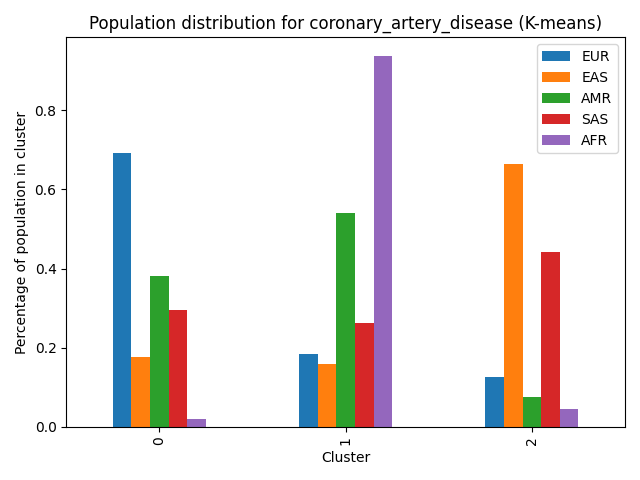 Population distribution for coronary_artery_disease (K-means)
EUR
EAS
AMR
SAS
AFR
Percentage of population in cluster
0.8
0.6
0.4
0.2
0.0
0
1
2
Cluster